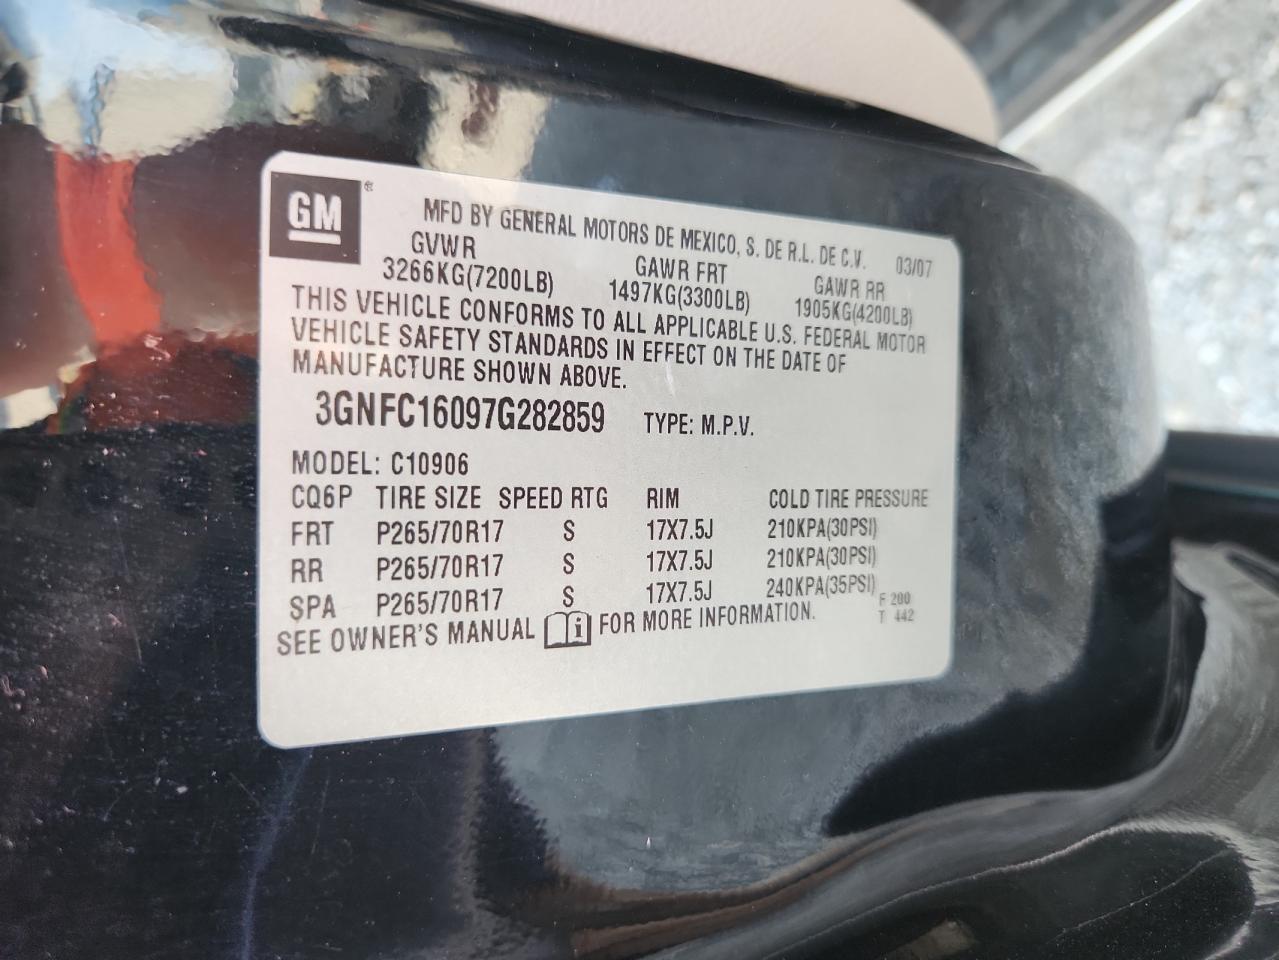 GM ®
MFD BY GENERAL MOTORS DE MEXICO, S. DE R.L. DE C.V. 03/07
GVWR GAWR FRT GAWR RR
3266KG(7200LB) 1497KG(3300LB) 1905KG(4200LB)
THIS VEHICLE CONFORMS TO ALL APPLICABLE U.S. FEDERAL MOTOR
VEHICLE SAFETY STANDARDS IN EFFECT ON THE DATE OF
MANUFACTURE SHOWN ABOVE.
3GNFC16097G282859 TYPE: M.P.V.
MODEL: C10906
CQ6P TIRE SIZE SPEED RTG RIM COLD TIRE PRESSURE
FRT P265/70R17 S 17X7.5J 210KPA(30PSI)
RR P265/70R17 S 17X7.5J 210KPA(30PSI)
SPA P265/70R17 S 17X7.5J 240KPA(35PSI)
SEE OWNER'S MANUAL i FOR MORE INFORMATION.
F 200
T 442